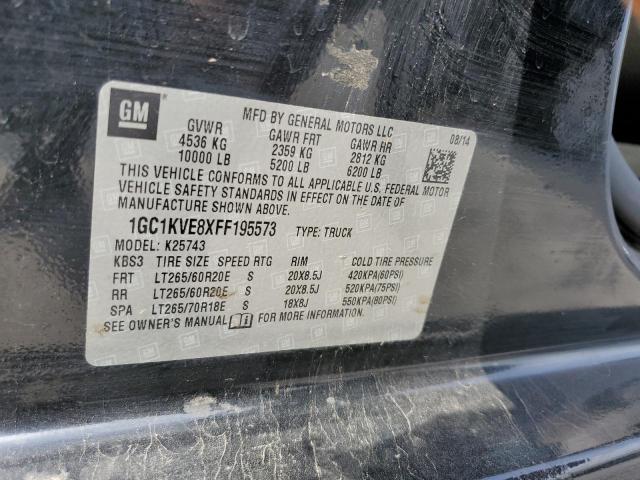 GM
MFD BY GENERAL MOTORS LLC
08/14
GVWR GAWR FRT GAWR RR
4536 KG 2359 KG 2812 KG
10000 LB 5200 LB 6200 LB
THIS VEHICLE CONFORMS TO ALL APPLICABLE U.S. FEDERAL MOTOR
VEHICLE SAFETY STANDARDS IN EFFECT ON THE DATE OF
MANUFACTURE SHOWN ABOVE.
1GC1KVE8XFF195573 TYPE: TRUCK
MODEL: K25743
KBS3 TIRE SIZE SPEED RTG RIM COLD TIRE PRESSURE
FRT LT265/60R20E S 20X8.5J 420KPA(60PSI)
RR LT265/60R20E S 20X8.5J 520KPA(75PSI)
SPA LT265/70R18E S 18X8J 550KPA(80PSI)
SEE OWNER'S MANUAL FOR MORE INFORMATION.